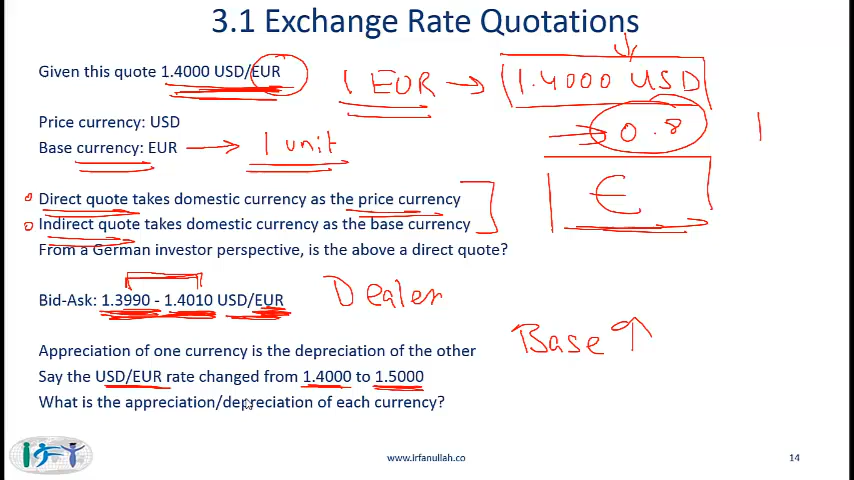 3.1 Exchange Rate Quotations
Given this quote 1.4000 USD/EUR
1 EUR → 1.4000 USD
Price currency: USD
0.8
1
Base currency: EUR → 1 unit
Direct quote takes domestic currency as the price currency
€
Indirect quote takes domestic currency as the base currency
From a German investor perspective, is the above a direct quote?
Bid-Ask: 1.3990 - 1.4010 USD/EUR
Dealer
Base ↑
Appreciation of one currency is the depreciation of the other
Say the USD/EUR rate changed from 1.4000 to 1.5000
What is the appreciation/depreciation of each currency?
www.irfanullah.co
14